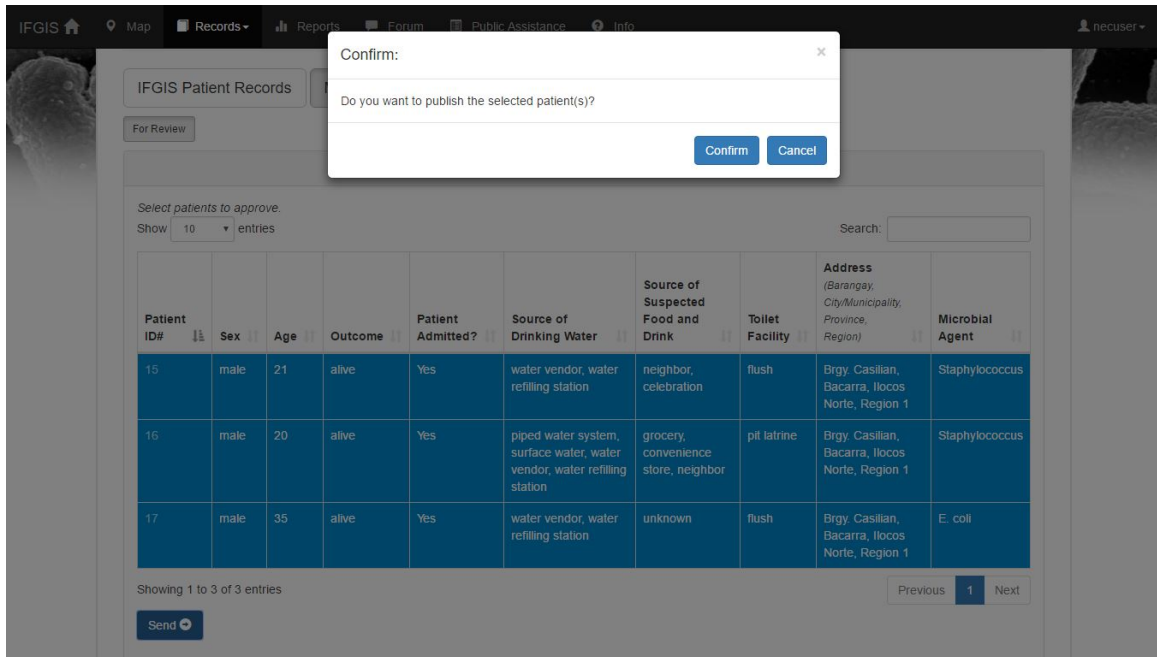 IFGIS Map Records Reports Forum Public Assistance Info necuser
Confirm: ×
Do you want to publish the selected patient(s)?
Confirm Cancel
IFGIS Patient Records
For Review
Select patients to approve.
Show 10 entries Search:
Patient ID# Sex Age Outcome Patient Admitted? Source of Drinking Water Source of Suspected Food and Drink Toilet Facility Address (Barangay, City/Municipality, Province, Region) Microbial Agent
15 male 21 alive Yes water vendor, water refilling station neighbor, celebration flush Brgy. Casilian, Bacarra, Ilocos Norte, Region 1 Staphylococcus
16 male 20 alive Yes piped water system, surface water, water vendor, water refilling station grocery, convenience store, neighbor pit latrine Brgy. Casilian, Bacarra, Ilocos Norte, Region 1 Staphylococcus
17 male 35 alive Yes water vendor, water refilling station unknown flush Brgy. Casilian, Bacarra, Ilocos Norte, Region 1 E. coli
Showing 1 to 3 of 3 entries Previous 1 Next
Send